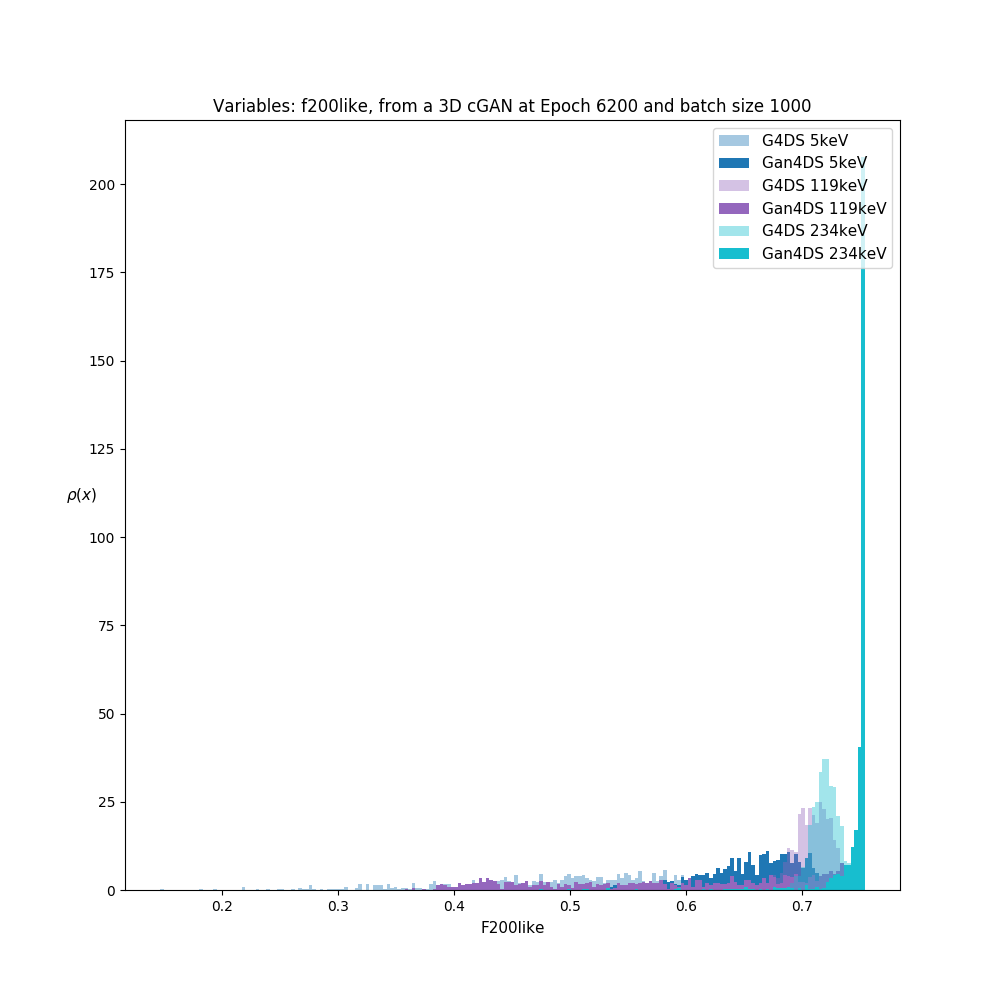 Variables: f200like, from a 3D cGAN at Epoch 6200 and batch size 1000
G4DS 5keV
Gan4DS 5keV
G4DS 119keV
Gan4DS 119keV
G4DS 234keV
Gan4DS 234keV
200
175
150
125
ρ(x)
100
75
50
25
0
0.2 0.3 0.4 0.5 0.6 0.7
F200like